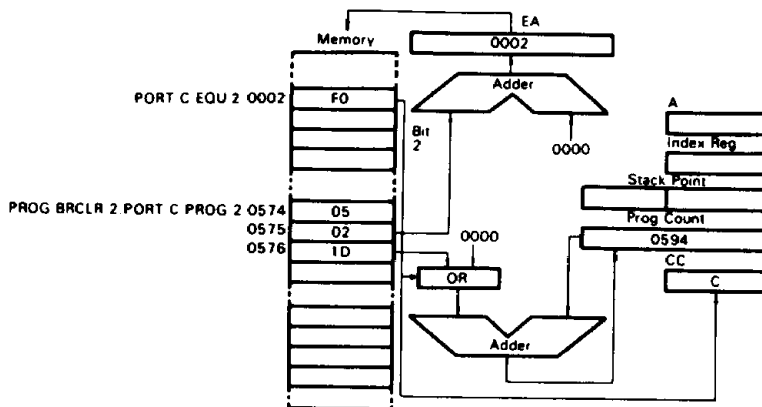 EA
Memory
0002
Adder
PORT C EQU 2 0002
F0
A
Bit
2
0000
Index Reg
Stack Point
PROG BRCLR 2.PORT C PROG 2 0574
05
Prog Count
0575
02
0000
0594
0576
1D
CC
OR
C
Adder